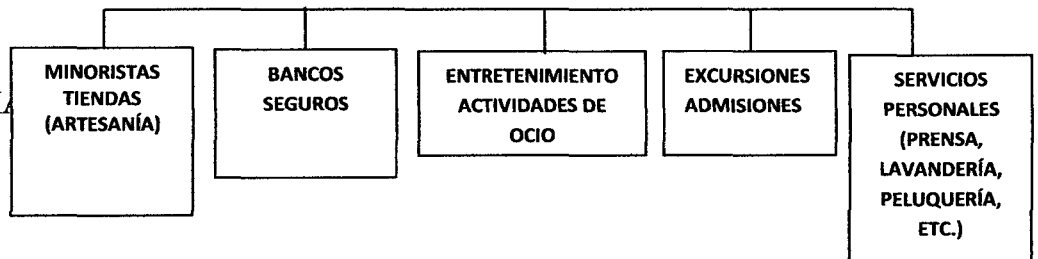 MINORISTAS
TIENDAS
(ARTESANÍA)
BANCOS
SEGUROS
ENTRETENIMIENTO
ACTIVIDADES DE
OCIO
EXCURSIONES
ADMISIONES
SERVICIOS
PERSONALES
(PRENSA,
LAVANDERÍA,
PELUQUERÍA,
ETC.)